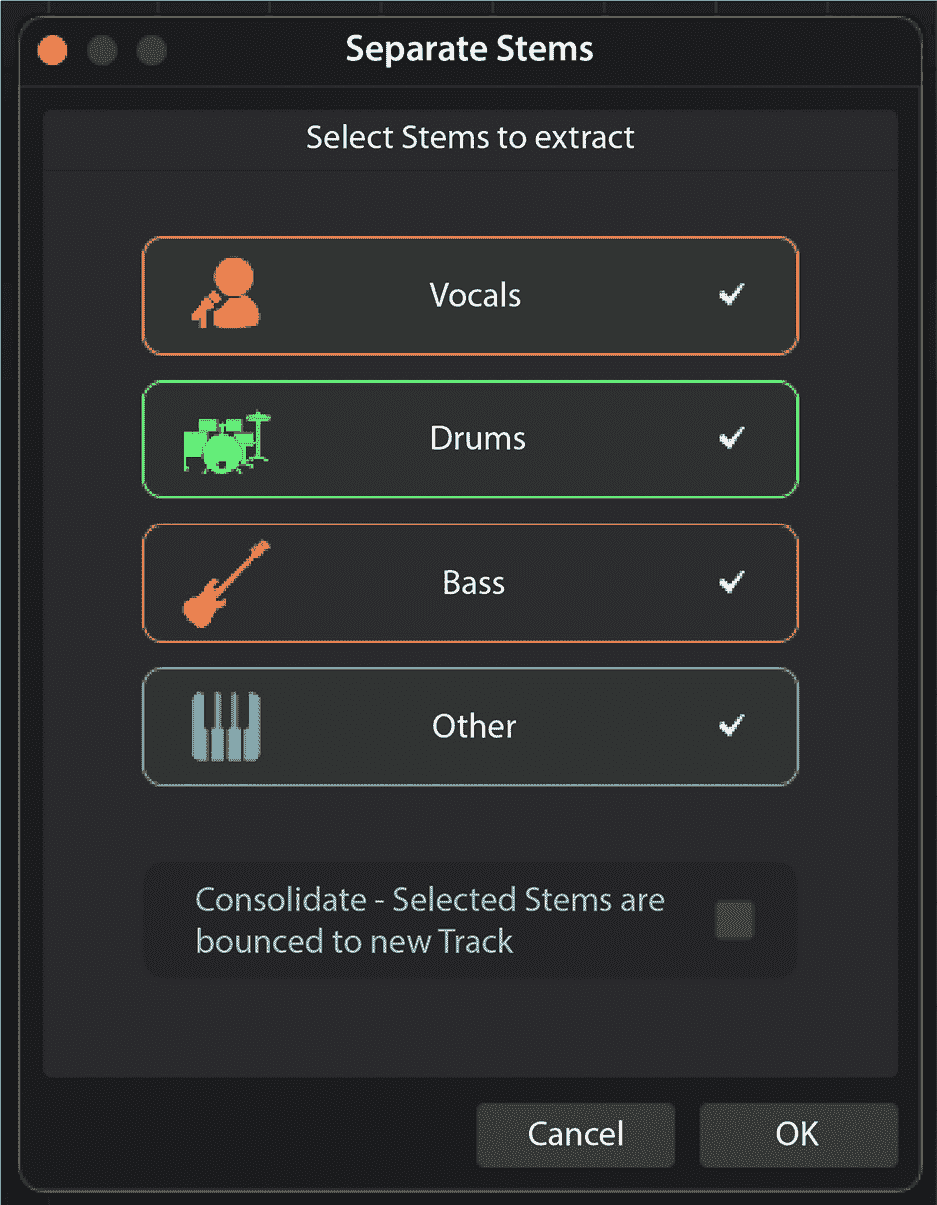 Separate Stems
Select Stems to extract
Vocals
Drums
Bass
Other
Consolidate - Selected Stems are
bounced to new Track
Cancel
OK